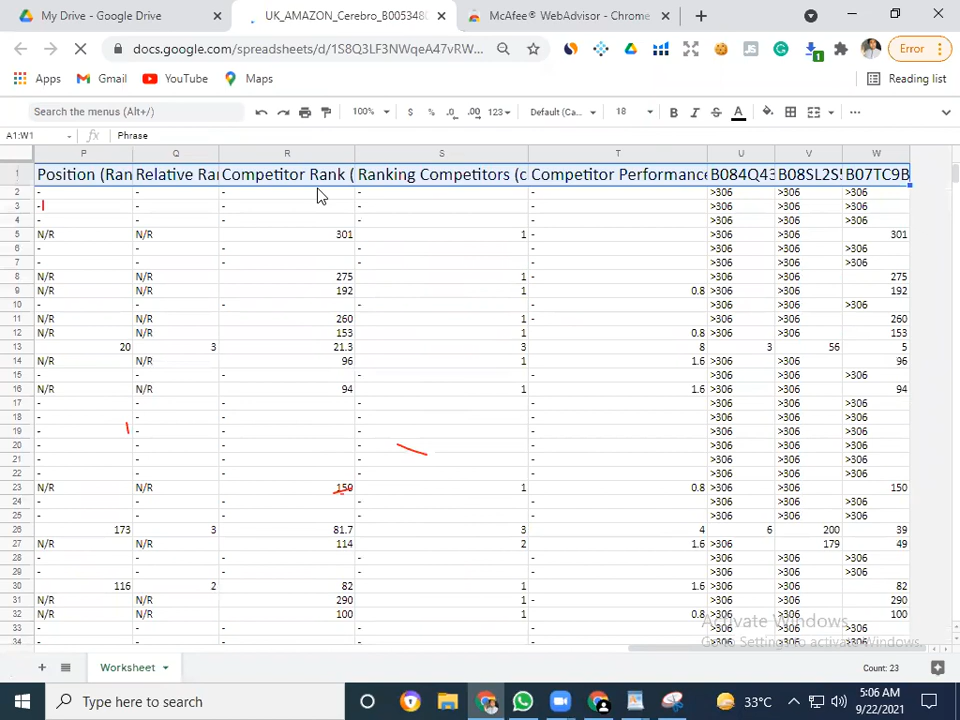 My Drive - Google Drive
UK_AMAZON_Cerebro_B005348
McAfee® WebAdvisor - Chrome
docs.google.com/spreadsheets/d/1S8Q3LF3NWqeA47vRW...
Error
Apps
Gmail
YouTube
Maps
Reading list
Search the menus (Alt+/)
100%
$ % .0 .00 123
Default (Ca...
18
B I S A
A1:W1
fx Phrase
P Q R S T U V W
1 Position (Ran Relative Ra Competitor Rank ( Ranking Competitors (c Competitor Performance B084Q43 B08SL2S B07TC9B
2 - - - - - >306 >306 >306
3 - - - - - >306 >306 >306
4 - - - - - >306 >306 >306
5 N/R N/R 301 1 - >306 >306 301
6 - - - - - >306 >306 >306
7 - - - - - >306 >306 >306
8 N/R N/R 275 1 - >306 >306 275
9 N/R N/R 192 1 0.8 >306 >306 192
10 - - - - - >306 >306 >306
11 N/R N/R 260 1 - >306 >306 260
12 N/R N/R 153 1 0.8 >306 >306 153
13 20 3 21.3 3 8 3 56 5
14 N/R N/R 96 1 1.6 >306 >306 96
15 - - - - - >306 >306 >306
16 N/R N/R 94 1 1.6 >306 >306 94
17 - - - - - >306 >306 >306
18 - - - - - >306 >306 >306
19 - - - - - >306 >306 >306
20 - - - - - >306 >306 >306
21 - - - - - >306 >306 >306
22 - - - - - >306 >306 >306
23 N/R N/R 150 1 0.8 >306 >306 150
24 - - - - - >306 >306 >306
25 - - - - - >306 >306 >306
26 173 3 81.7 3 4 6 200 39
27 N/R N/R 114 2 1.6 >306 179 49
28 - - - - - >306 >306 >306
29 - - - - - >306 >306 >306
30 116 2 82 1 1.6 >306 >306 82
31 N/R N/R 290 1 - >306 >306 290
32 N/R N/R 100 1 0.8 >306 >306 100
33 - - - - - >306 >306 >306
34
Activate Windows
Go to Settings to activate Windows.
Worksheet
Count: 23
Type here to search
33°C
5:06 AM
9/22/2021